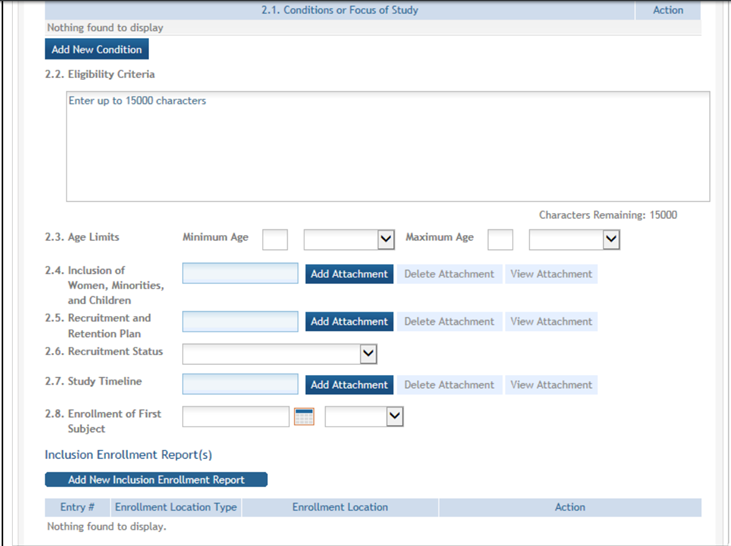 2.1. Conditions or Focus of Study Action
Nothing found to display
Add New Condition
2.2. Eligibility Criteria
Enter up to 15000 characters
Characters Remaining: 15000
2.3. Age Limits Minimum Age Maximum Age
2.4. Inclusion of
Women, Minorities,
and Children
Add Attachment Delete Attachment View Attachment
2.5. Recruitment and
Retention Plan
Add Attachment Delete Attachment View Attachment
2.6. Recruitment Status
2.7. Study Timeline Add Attachment Delete Attachment View Attachment
2.8. Enrollment of First
Subject
Inclusion Enrollment Report(s)
Add New Inclusion Enrollment Report
Entry # Enrollment Location Type Enrollment Location Action
Nothing found to display.